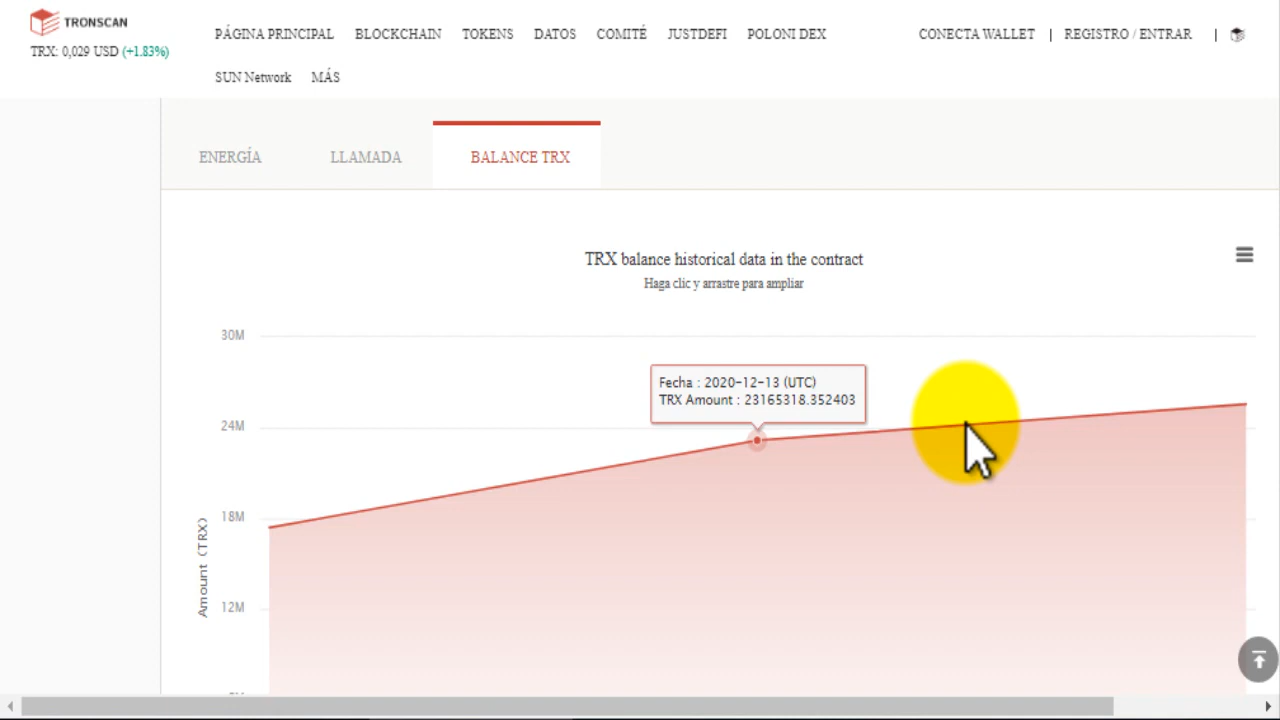 TRONSCAN
TRX: 0,029 USD (+1.83%)
PÁGINA PRINCIPAL BLOCKCHAIN TOKENS DATOS COMITÉ JUSTDEFI POLONI DEX
CONECTA WALLET | REGISTRO / ENTRAR |
SUN Network MÁS
ENERGÍA LLAMADA BALANCE TRX
TRX balance historical data in the contract
Haga clic y arrastre para ampliar
30M
Fecha : 2020-12-13 (UTC)
TRX Amount : 23165318.352403
24M
18M
Amount (TRX)
12M